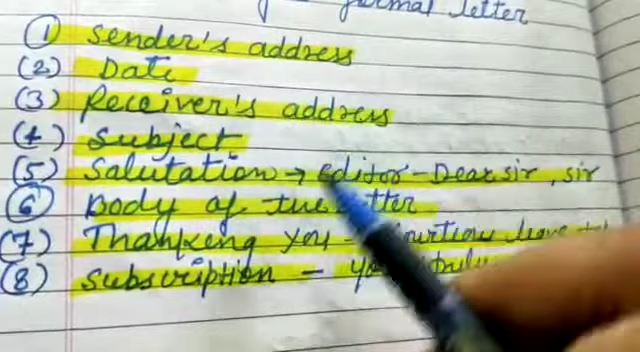 formal letter
(1) Sender's address
(2) Date
(3) Receiver's address
(4) Subject
(5) Salutation → editor - Dear sir, sir
(6) Body of the letter
(7) Thanking you -
(8) Subscription -